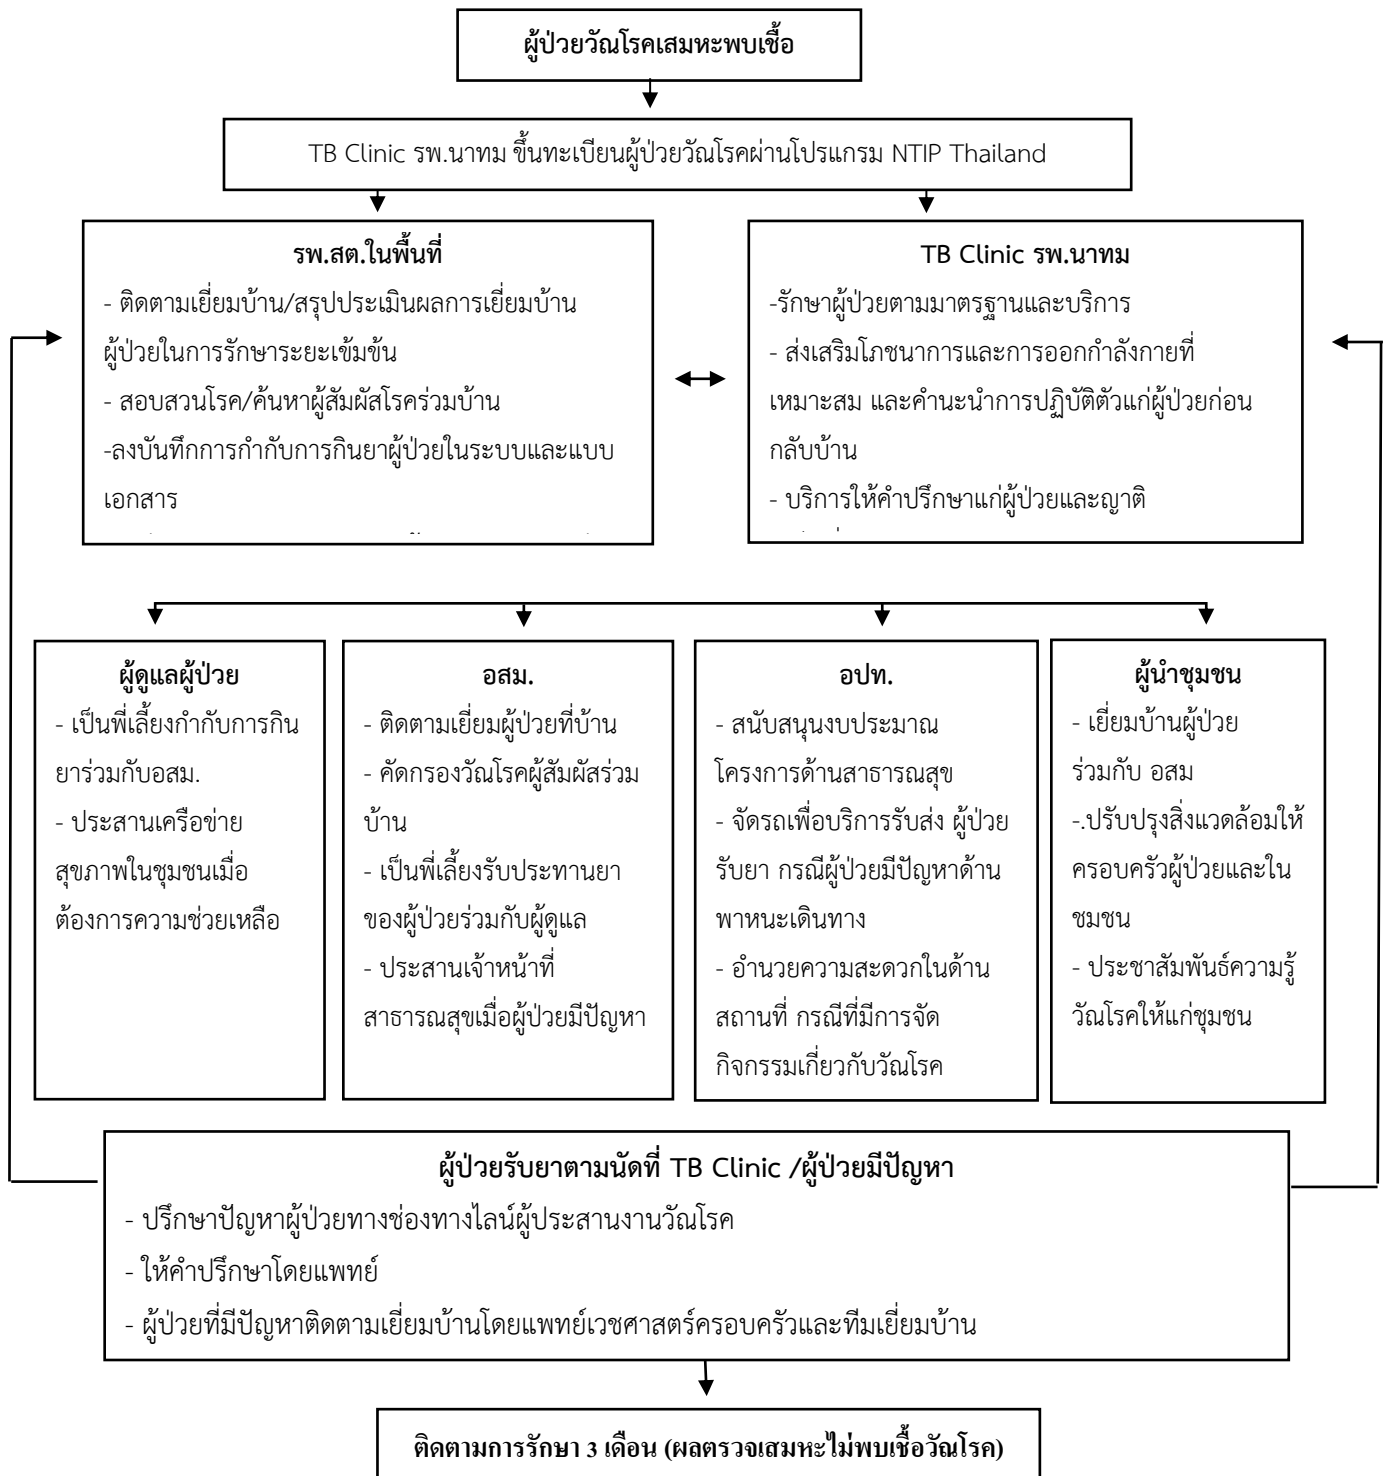 ผู้ป่วยวัณโรคเสมหะพบเชื้อ
TB Clinic รพ.นาทม ขึ้นทะเบียนผู้ป่วยวัณโรคผ่านโปรแกรม NTIP Thailand
รพ.สต.ในพื้นที่
- ติดตามเยี่ยมบ้าน/สรุปประเมินผลการเยี่ยมบ้าน
ผู้ป่วยในการรักษาระยะเข้มข้น
- สอบสวนโรค/ค้นหาผู้สัมผัสโรคร่วมบ้าน
-ลงบันทึกการกำกับการกินยาผู้ป่วยในระบบและแบบ
เอกสาร
TB Clinic รพ.นาทม
-รักษาผู้ป่วยตามมาตรฐานและบริการ
- ส่งเสริมโภชนาการและการออกกำลังกายที่
เหมาะสม และคำนะนำการปฏิบัติตัวแก่ผู้ป่วยก่อน
กลับบ้าน
- บริการให้คำปรึกษาแก่ผู้ป่วยและญาติ
ผู้ดูแลผู้ป่วย
- เป็นพี่เลี้ยงกำกับการกิน
ยาร่วมกับอสม.
- ประสานเครือข่าย
สุขภาพในชุมชนเมื่อ
ต้องการความช่วยเหลือ
อสม.
- ติดตามเยี่ยมผู้ป่วยที่บ้าน
- คัดกรองวัณโรคผู้สัมผัสร่วม
บ้าน
- เป็นพี่เลี้ยงรับประทานยา
ของผู้ป่วยร่วมกับผู้ดูแล
- ประสานเจ้าหน้าที่
สาธารณสุขเมื่อผู้ป่วยมีปัญหา
อปท.
- สนับสนุนงบประมาณ
โครงการด้านสาธารณสุข
- จัดรถเพื่อบริการรับส่ง ผู้ป่วย
รับยา กรณีผู้ป่วยมีปัญหาด้าน
พาหนะเดินทาง
- อำนวยความสะดวกในด้าน
สถานที่ กรณีที่มีการจัด
กิจกรรมเกี่ยวกับวัณโรค
ผู้นำชุมชน
- เยี่ยมบ้านผู้ป่วย
ร่วมกับ อสม
-.ปรับปรุงสิ่งแวดล้อมให้
ครอบครัวผู้ป่วยและใน
ชมชน
- ประชาสัมพันธ์ความรู้
วัณโรคให้แก่ชุมชน
ผู้ป่วยรับยาตามนัดที่ TB Clinic /ผู้ป่วยมีปัญหา
- ปรึกษาปัญหาผู้ป่วยทางช่องทางไลน์ผู้ประสานงานวัณโรค
- ให้คำปรึกษาโดยแพทย์
- ผู้ป่วยที่มีปัญหาติดตามเยี่ยมบ้านโดยแพทย์เวชศาสตร์ครอบครัวและทีมเยี่ยมบ้าน
ติดตามการรักษา 3 เดือน (ผลตรวจเสมหะไม่พบเชื้อวัณโรค)